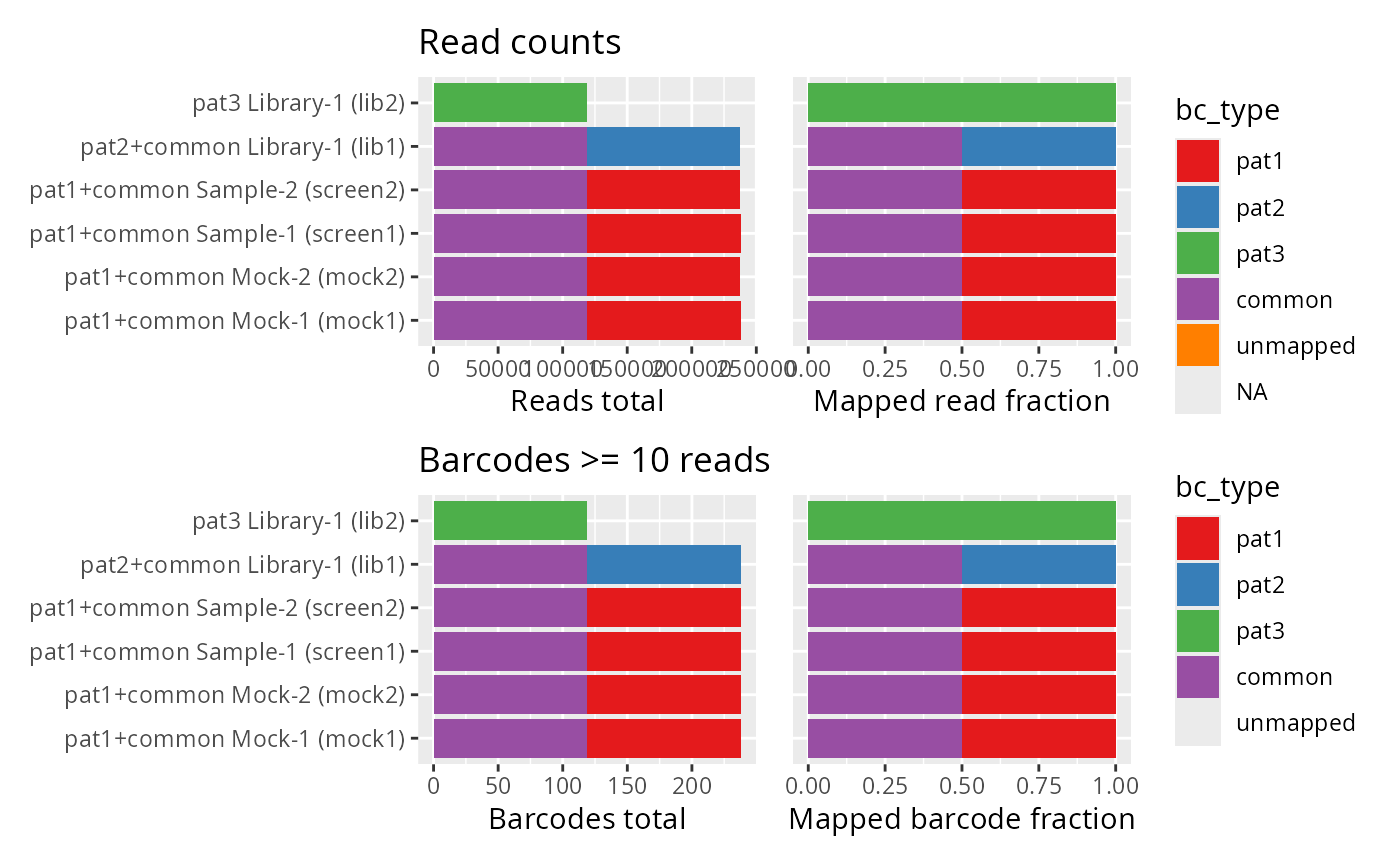 Read counts
pat3 Library-1 (lib2)
pat2+common Library-1 (lib1)
pat1+common Sample-2 (screen2)
pat1+common Sample-1 (screen1)
pat1+common Mock-2 (mock2)
pat1+common Mock-1 (mock1)
0 50000 100000 150000 200000 250000
Reads total
0.00 0.25 0.50 0.75 1.00
Mapped read fraction
bc_type
pat1
pat2
pat3
common
unmapped
NA
Barcodes >= 10 reads
pat3 Library-1 (lib2)
pat2+common Library-1 (lib1)
pat1+common Sample-2 (screen2)
pat1+common Sample-1 (screen1)
pat1+common Mock-2 (mock2)
pat1+common Mock-1 (mock1)
0 50 100 150 200
Barcodes total
0.00 0.25 0.50 0.75 1.00
Mapped barcode fraction
bc_type
pat1
pat2
pat3
common
unmapped